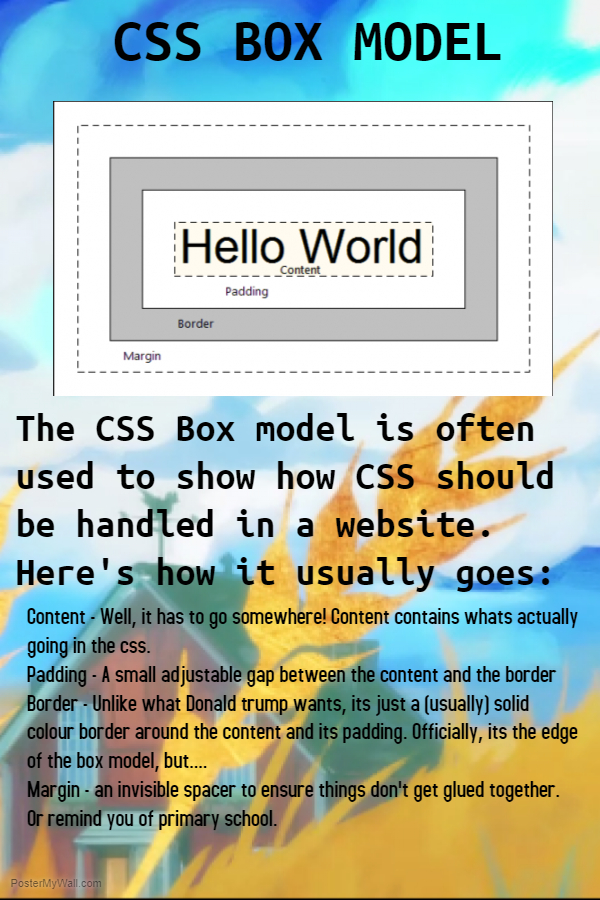 CSS BOX MODEL
Hello World
Content
Padding
Border
Margin
The CSS Box model is often
used to show how CSS should
be handled in a website.
Here's how it usually goes:
Content - Well, it has to go somewhere! Content contains whats actually
going in the css.
Padding - A small adjustable gap between the content and the border
Border - Unlike what Donald trump wants, its just a (usually) solid
colour border around the content and its padding. Officially, its the edge
of the box model, but....
Margin - an invisible spacer to ensure things don't get glued together.
Or remind you of primary school.
PosterMyWall.com